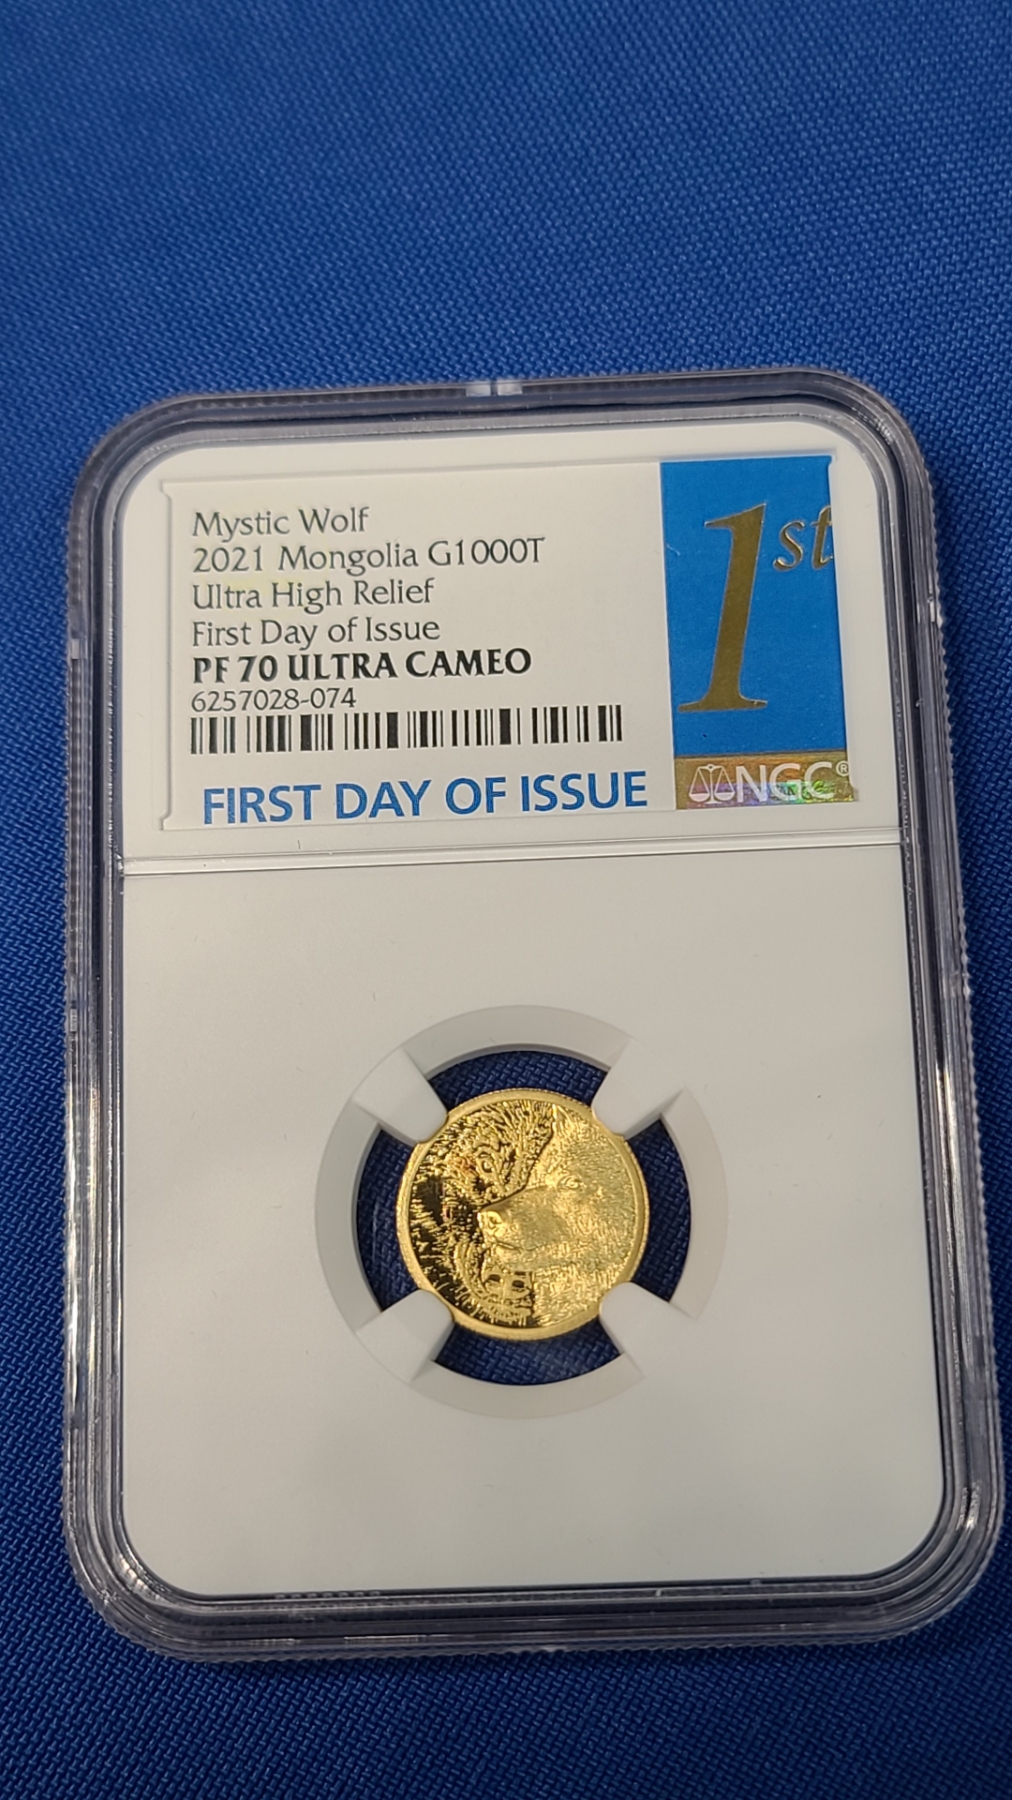 Mystic Wolf
2021 Mongolia G1000T
Ultra High Relief
First Day of Issue
PF 70 ULTRA CAMEO
6257028-074
FIRST DAY OF ISSUE
1st
NGC®